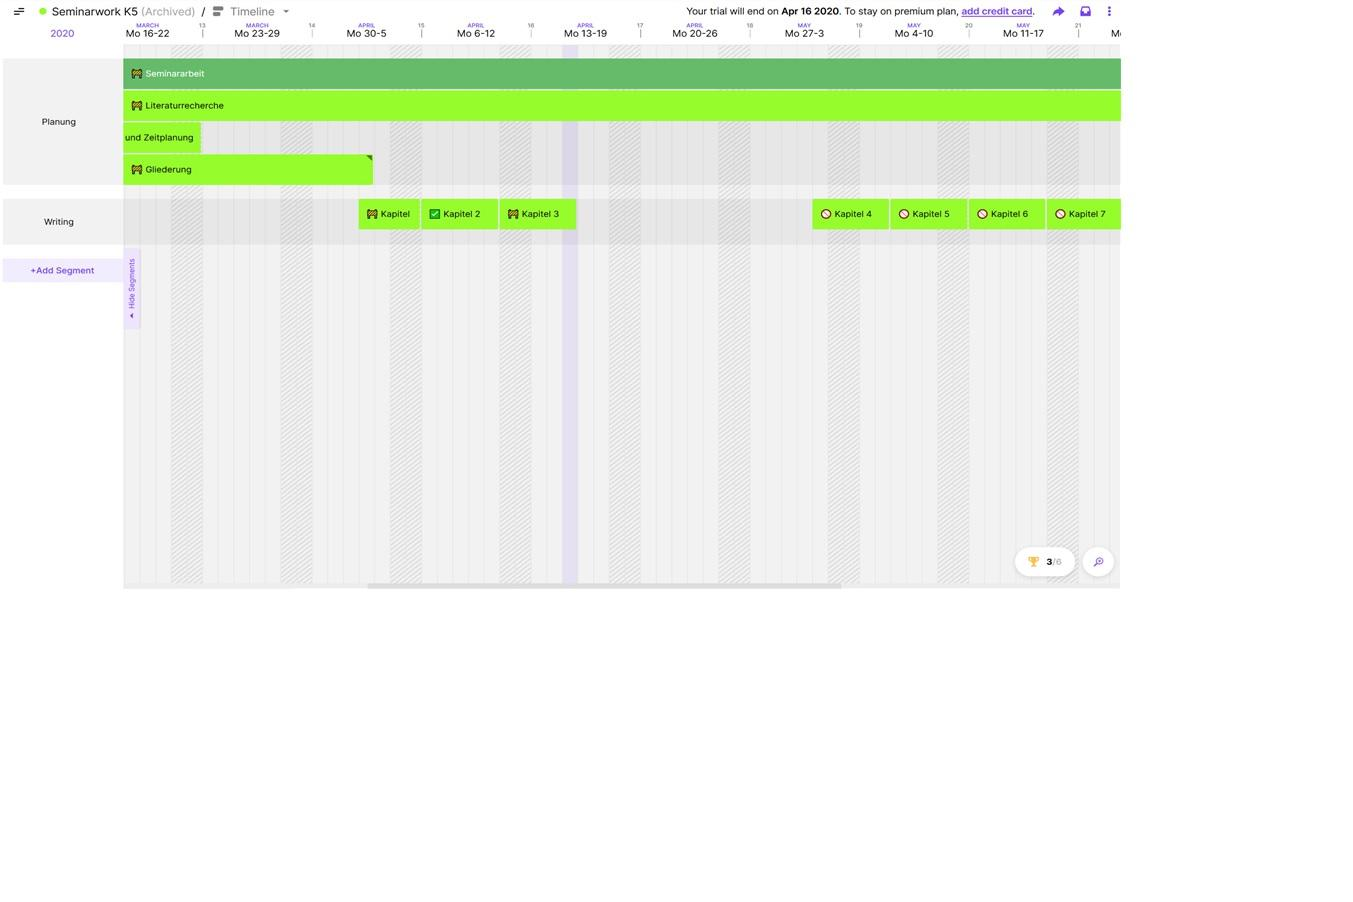 Seminarwork K5 (Archived) / Timeline
Your trial will end on Apr 16 2020. To stay on premium plan, add credit card.
2020
MARCH 13 MARCH 14 APRIL 15 APRIL 16 APRIL 17 APRIL 18 MAY 19 MAY 20 MAY 21
Mo 16-22 Mo 23-29 Mo 30-5 Mo 6-12 Mo 13-19 Mo 20-26 Mo 27-3 Mo 4-10 Mo 11-17
Planung
Seminararbeit
Literaturrecherche
und Zeitplanung
Gliederung
Writing
Kapitel Kapitel 2 Kapitel 3 Kapitel 4 Kapitel 5 Kapitel 6 Kapitel 7
+Add Segment
Hide Segments
3/6